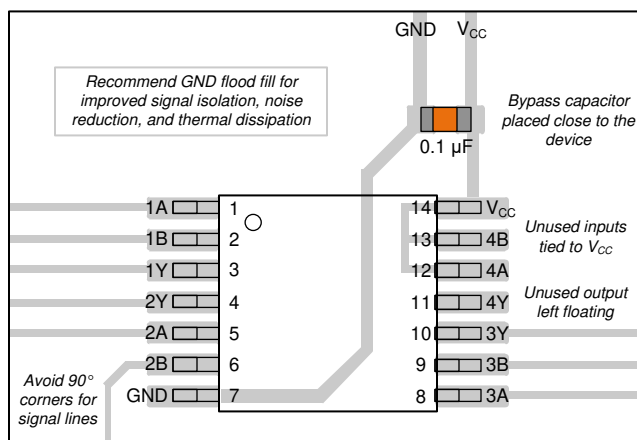 GND VCC
Recommend GND flood fill for
improved signal isolation, noise
reduction, and thermal dissipation
Bypass capacitor
placed close to the
device
0.1 µF
1A 1 14 VCC
1B 2 13 4B
1Y 3 12 4A
2Y 4 11 4Y
2A 5 10 3Y
2B 6 9 3B
GND 7 8 3A
Unused inputs
tied to VCC
Unused output
left floating
Avoid 90°
corners for
signal lines